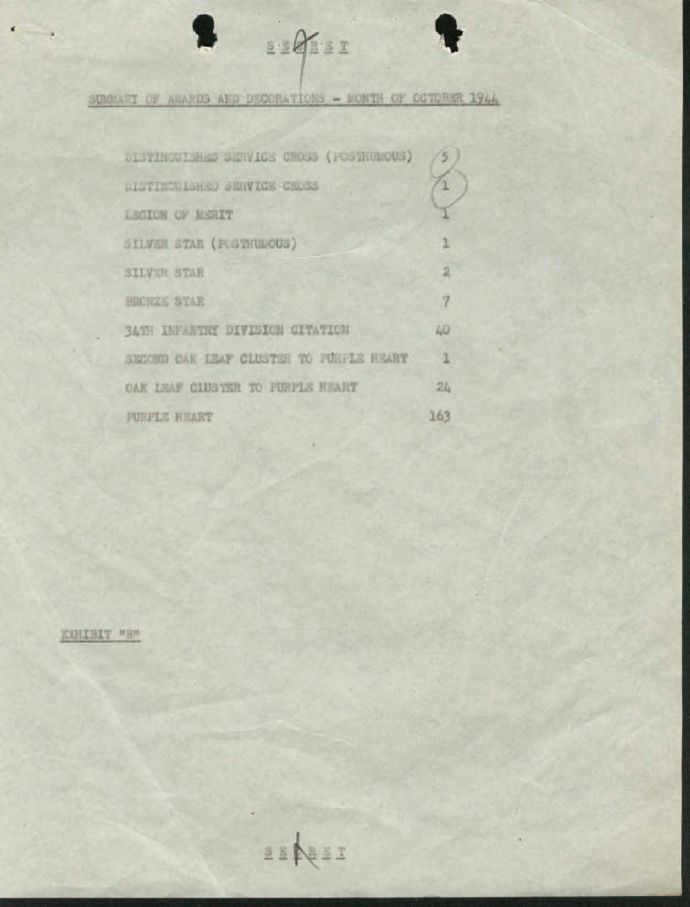 SECRET
SUMMARY OF AWARDS AND DECORATIONS - MONTH OF OCTOBER 1944
DISTINGUISHED SERVICE CROSS (POSTHUMOUS) 5
DISTINGUISHED SERVICE CROSS 1
LEGION OF MERIT 1
SILVER STAR (POSTHUMOUS) 1
SILVER STAR 2
BRONZE STAR 7
34TH INFANTRY DIVISION CITATION 40
SECOND OAK LEAF CLUSTER TO PURPLE HEART 1
OAK LEAF CLUSTER TO PURPLE HEART 24
PURPLE HEART 163
EXHIBIT "B"
SECRET